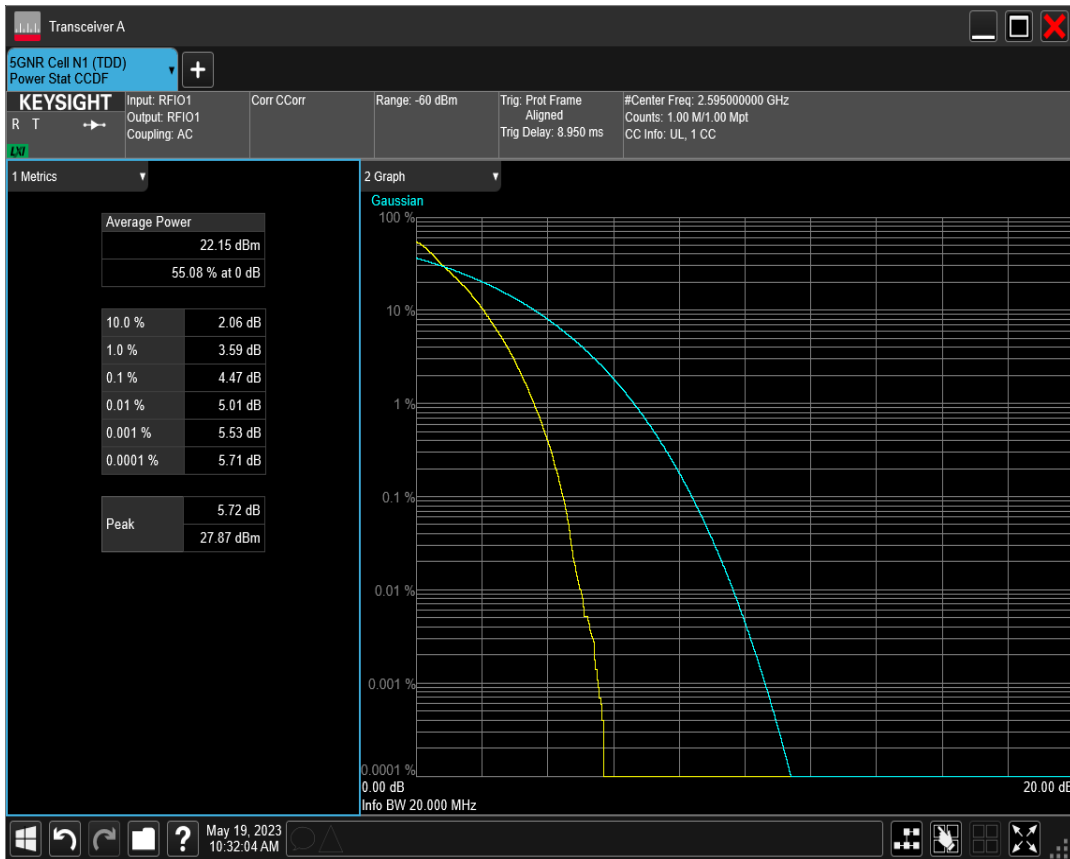 Transceiver A
5GNR Cell N1 (TDD)
Power Stat CCDF
KEYSIGHT
R T
LXI
Input: RFIO1
Output: RFIO1
Coupling: AC
Corr CCorr
Range: -60 dBm
Trig: Prot Frame
Aligned
Trig Delay: 8.950 ms
#Center Freq: 2.595000000 GHz
Counts: 1.00 M/1.00 Mpt
CC Info: UL, 1 CC
1 Metrics
Average Power
22.15 dBm
55.08 % at 0 dB
10.0 % 2.06 dB
1.0 % 3.59 dB
0.1 % 4.47 dB
0.01 % 5.01 dB
0.001 % 5.53 dB
0.0001 % 5.71 dB
Peak
5.72 dB
27.87 dBm
2 Graph
Gaussian
100 %
10 %
1 %
0.1 %
0.01 %
0.001 %
0.0001 %
0.00 dB
20.00 dB
Info BW 20.000 MHz
?
May 19, 2023
10:32:04 AM